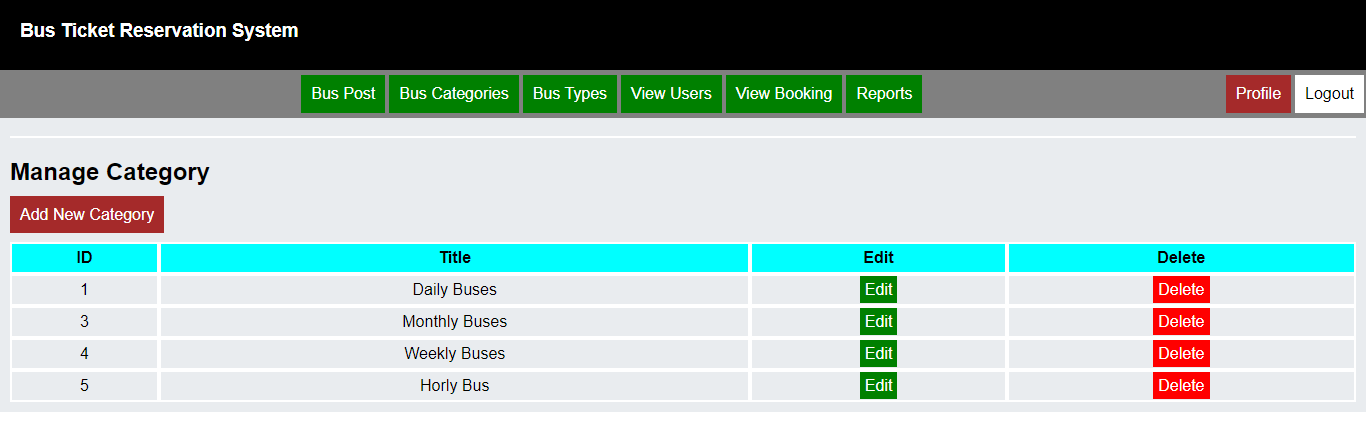 Bus Ticket Reservation System
Bus Post Bus Categories Bus Types View Users View Booking Reports Profile Logout
Manage Category
Add New Category
ID Title Edit Delete
1 Daily Buses Edit Delete
3 Monthly Buses Edit Delete
4 Weekly Buses Edit Delete
5 Horly Bus Edit Delete